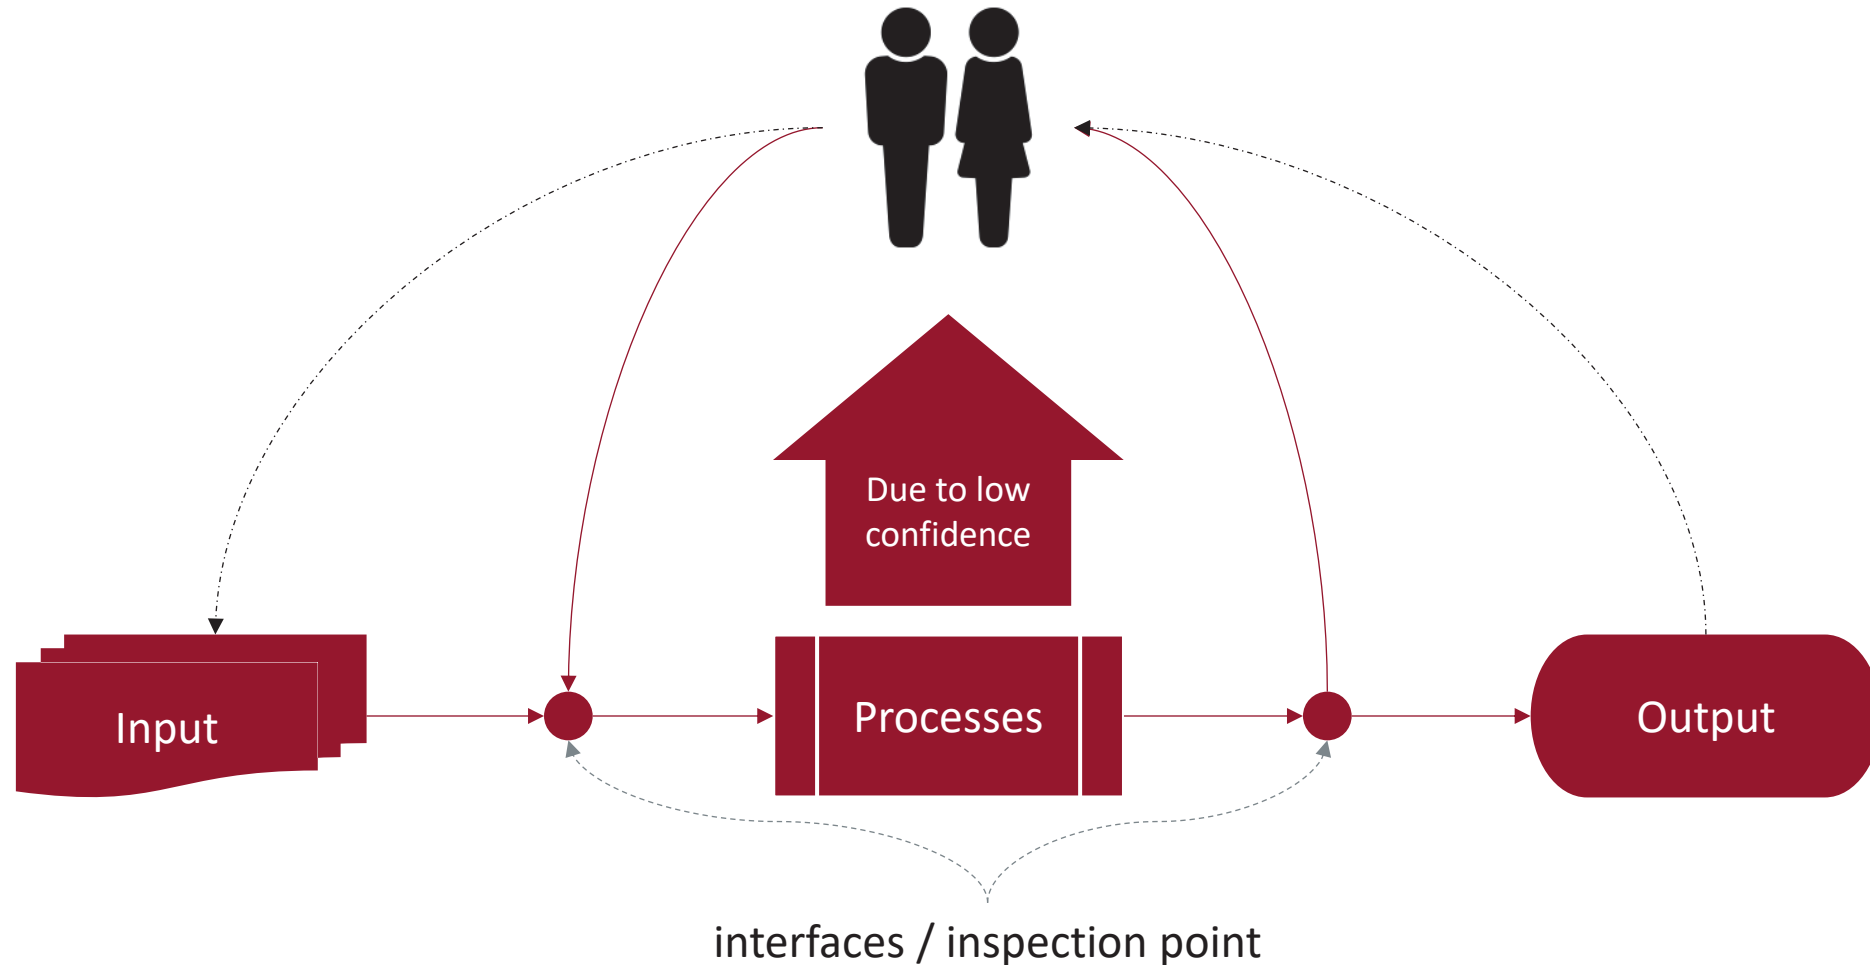 Due to low
confidence
Input
Processes
Output
interfaces / inspection point